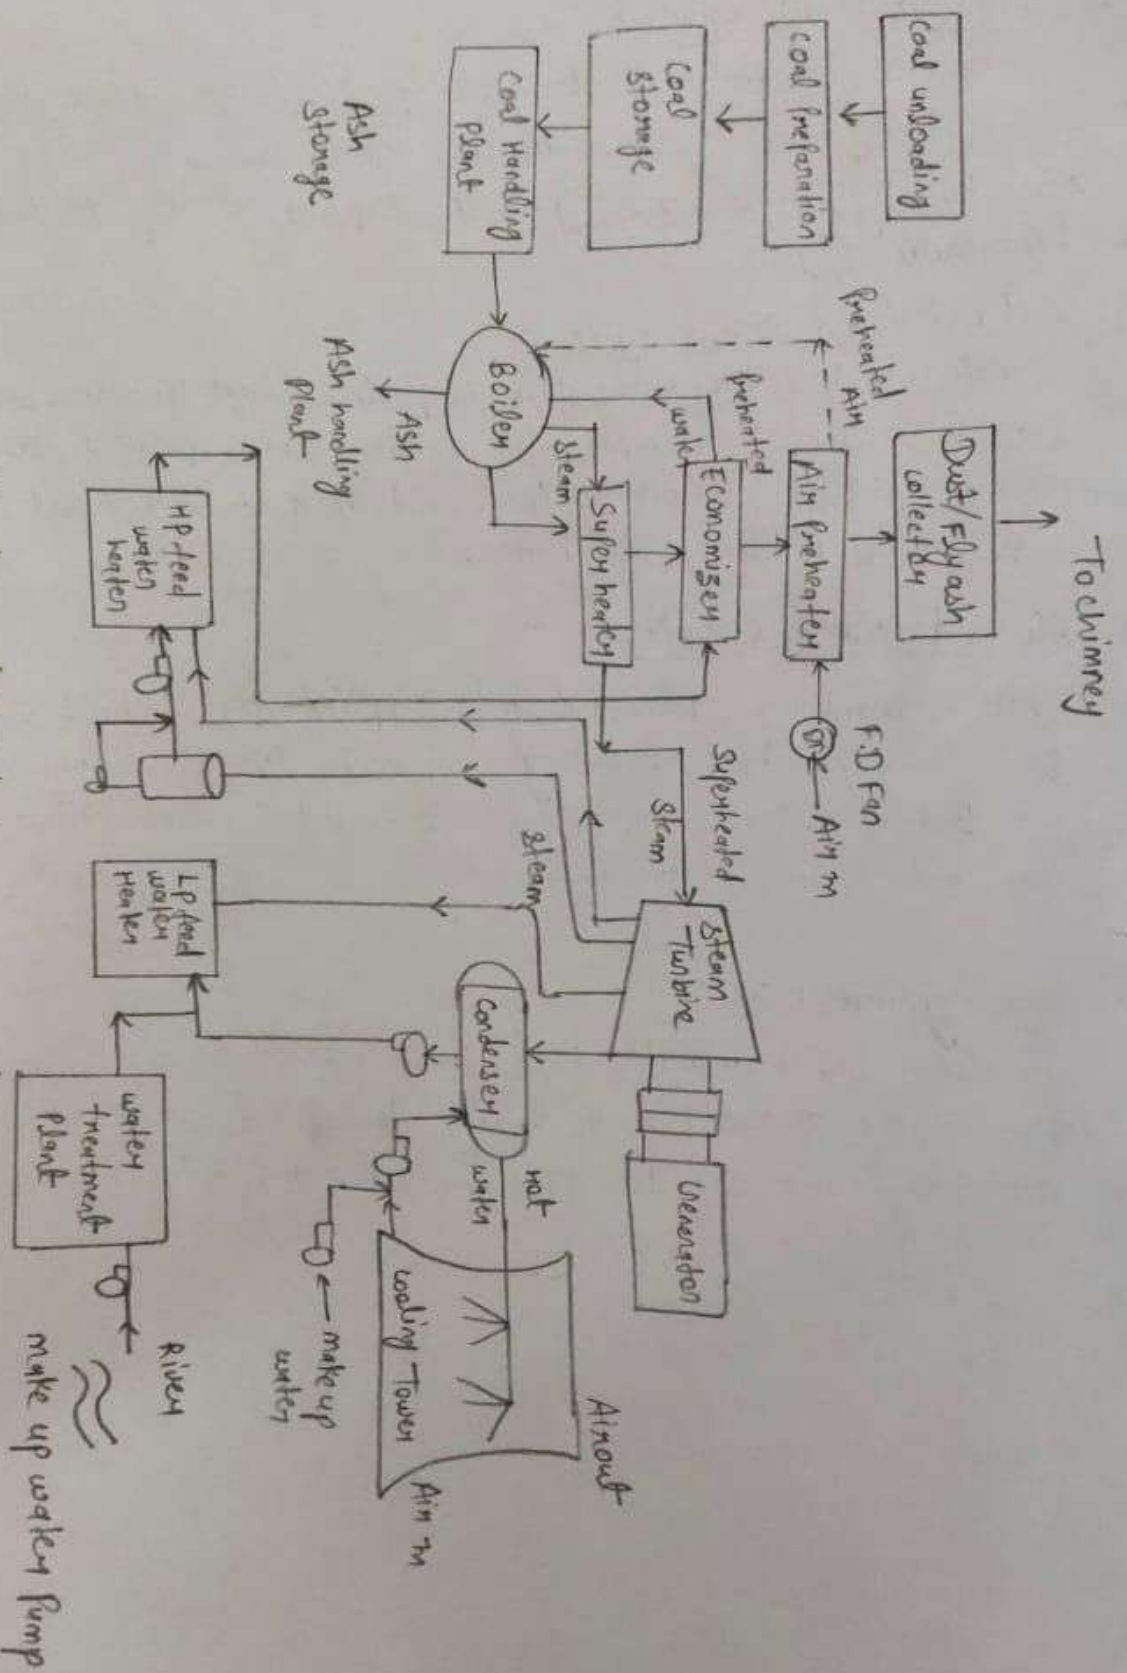 To chimney
Coal unloading
Dust/Fly ash
collector
F.D Fan
Air in
Preheated
Air
Coal Preparation
Air Preheater
Superheated
Steam
Steam
Turbine
Generator
Coal
Storage
Preheated
water
Economizer
Air out
Superheater
Steam
Hot
water
Coal Handling
Plant
Boiler
Steam
Condenser
Cooling Tower
Air in
Ash
Storage
Ash
Ash handling
Plant
make up
water
HP feed
water
heater
LP feed
water
Heater
water
treatment
Plant
River
make up water Pump